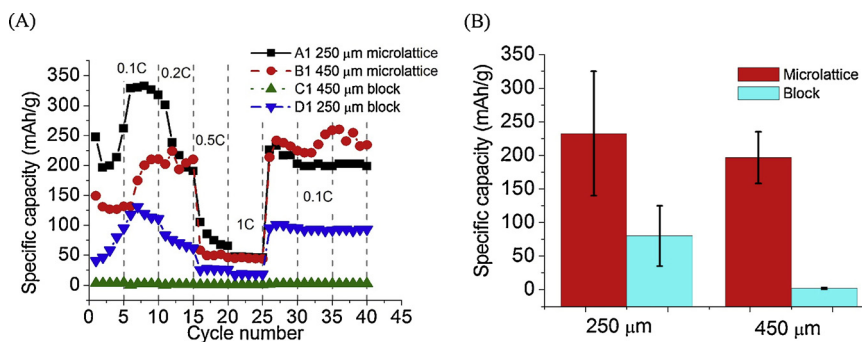 (A)
0.1C
0.2C
0.5C
1C
0.1C
A1 250 μm microlattice
B1 450 μm microlattice
C1 450 μm block
D1 250 μm block
Specific capacity (mAh/g)
350
300
250
200
150
100
50
0
0 5 10 15 20 25 30 35 40 45
Cycle number
(B)
Microlattice
Block
Specific capacity (mAh/g)
350
300
250
200
150
100
50
0
250 μm 450 μm